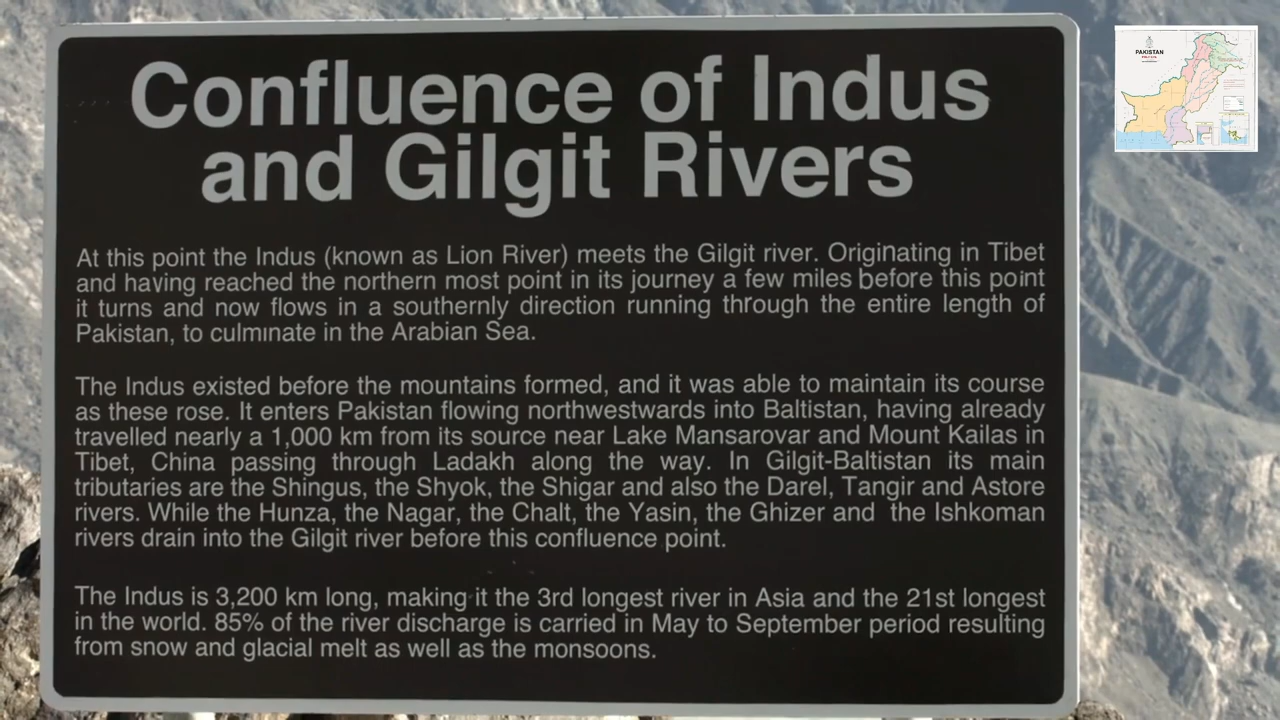 Confluence of Indus
and Gilgit Rivers
PAKISTAN
At this point the Indus (known as Lion River) meets the Gilgit river. Originating in Tibet
and having reached the northern most point in its journey a few miles before this point
it turns and now flows in a southernly direction running through the entire length of
Pakistan, to culminate in the Arabian Sea.
The Indus existed before the mountains formed, and it was able to maintain its course
as these rose. It enters Pakistan flowing northwestwards into Baltistan, having already
travelled nearly a 1,000 km from its source near Lake Mansarovar and Mount Kailas in
Tibet, China passing through Ladakh along the way. In Gilgit-Baltistan its main
tributaries are the Shingus, the Shyok, the Shigar and also the Darel, Tangir and Astore
rivers. While the Hunza, the Nagar, the Chalt, the Yasin, the Ghizer and the Ishkoman
rivers drain into the Gilgit river before this confluence point.
The Indus is 3,200 km long, making it the 3rd longest river in Asia and the 21st longest
in the world. 85% of the river discharge is carried in May to September period resulting
from snow and glacial melt as well as the monsoons.